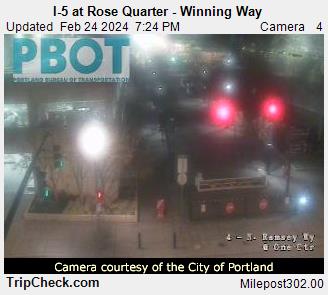 I-5 at Rose Quarter - Winning Way
Updated Feb 24 2024 7:24 PM Camera 4
PBOT
PORTLAND BUREAU OF TRANSPORTATION
4 - N. Ramsey Wy
@ One Ctr
Camera courtesy of the City of Portland
TripCheck.com Milepost302.00